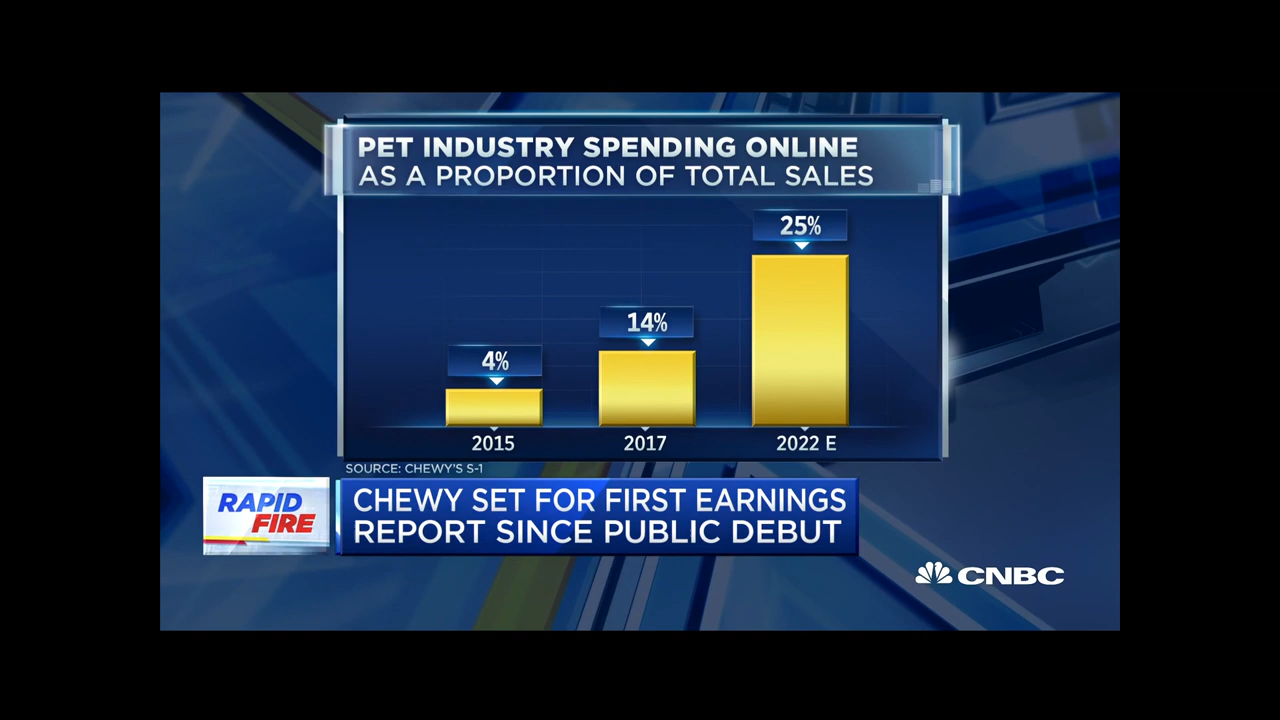 PET INDUSTRY SPENDING ONLINE
AS A PROPORTION OF TOTAL SALES
25%
14%
4%
2015 2017 2022 E
SOURCE: CHEWY'S S-1
RAPID
FIRE
CHEWY SET FOR FIRST EARNINGS
REPORT SINCE PUBLIC DEBUT
CNBC